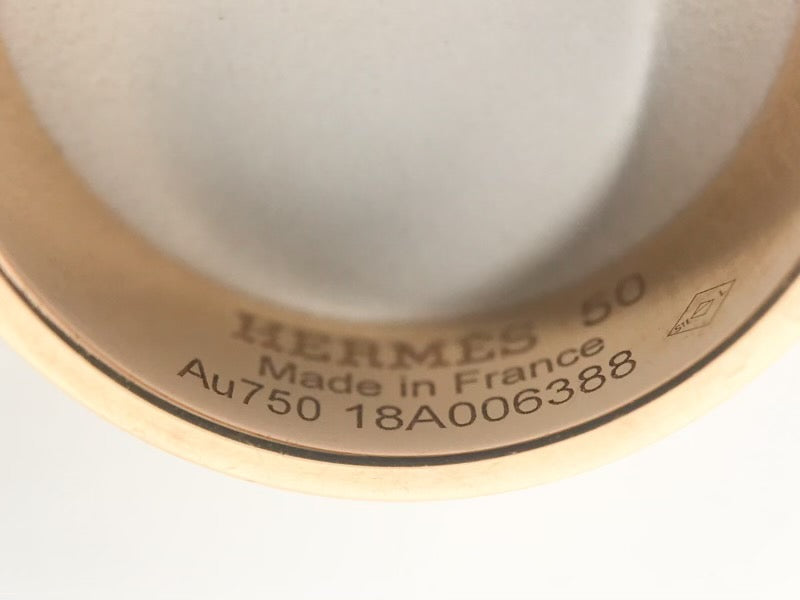 HERMES 50
Made in France
Au750 18A006388